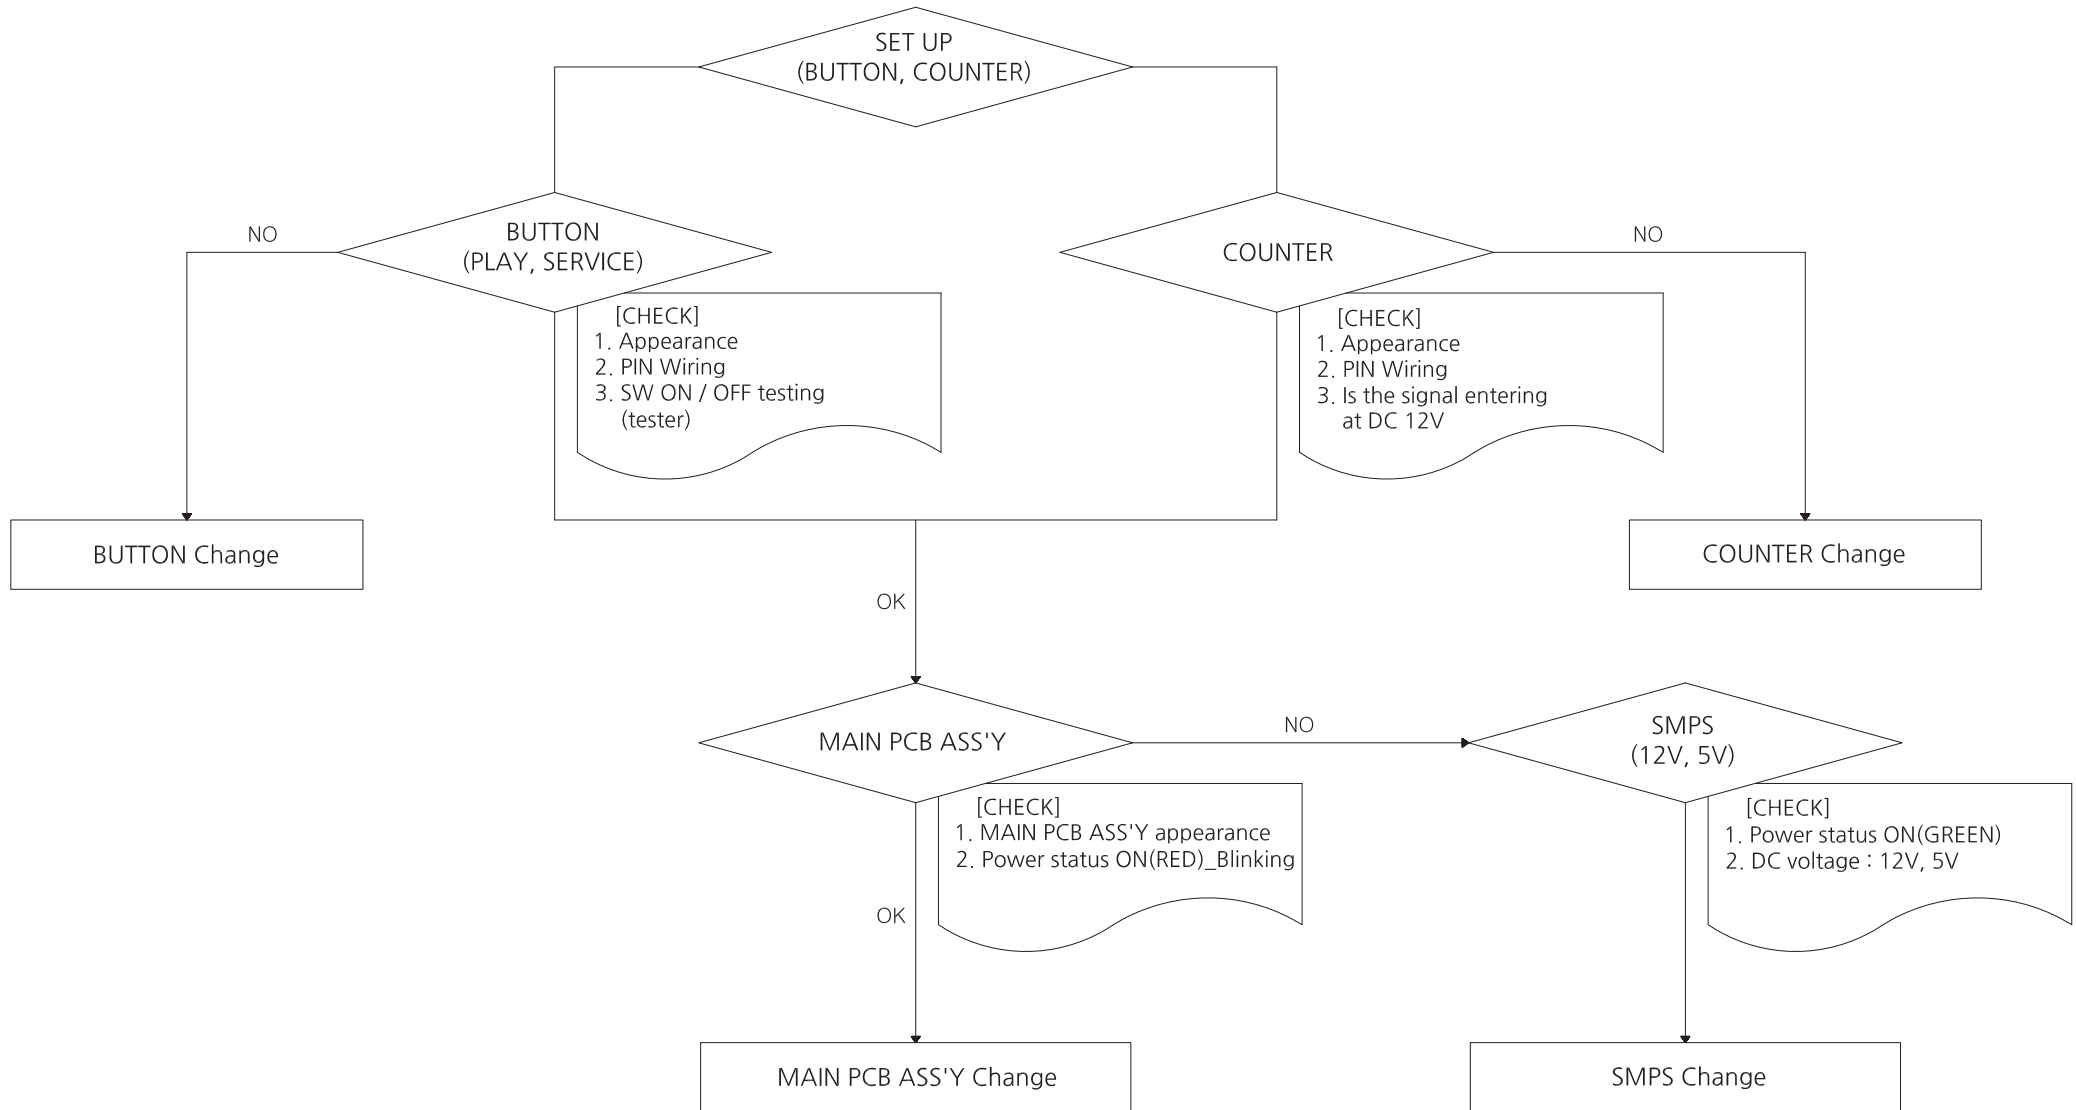 SET UP
(BUTTON, COUNTER)
NO
BUTTON
(PLAY, SERVICE)
COUNTER
NO
[CHECK]
1. Appearance
2. PIN Wiring
3. SW ON / OFF testing
(tester)
[CHECK]
1. Appearance
2. PIN Wiring
3. Is the signal entering
at DC 12V
BUTTON Change
COUNTER Change
OK
MAIN PCB ASS'Y
NO
SMPS
(12V, 5V)
[CHECK]
1. MAIN PCB ASS'Y appearance
2. Power status ON(RED)_Blinking
[CHECK]
1. Power status ON(GREEN)
2. DC voltage : 12V, 5V
OK
MAIN PCB ASS'Y Change
SMPS Change